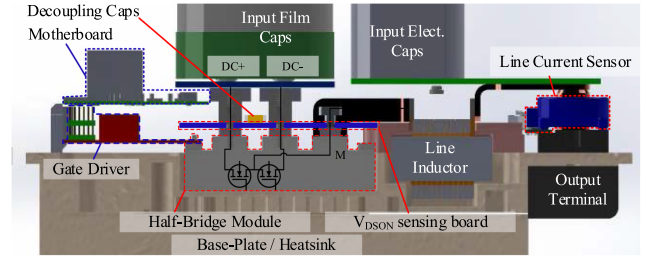 Decoupling Caps
Motherboard
Input Film
Caps
Input Elect.
Caps
Line Current Sensor
DC+
DC-
M
Gate Driver
Line
Inductor
Output
Terminal
Half-Bridge Module
VDSON sensing board
Base-Plate / Heatsink